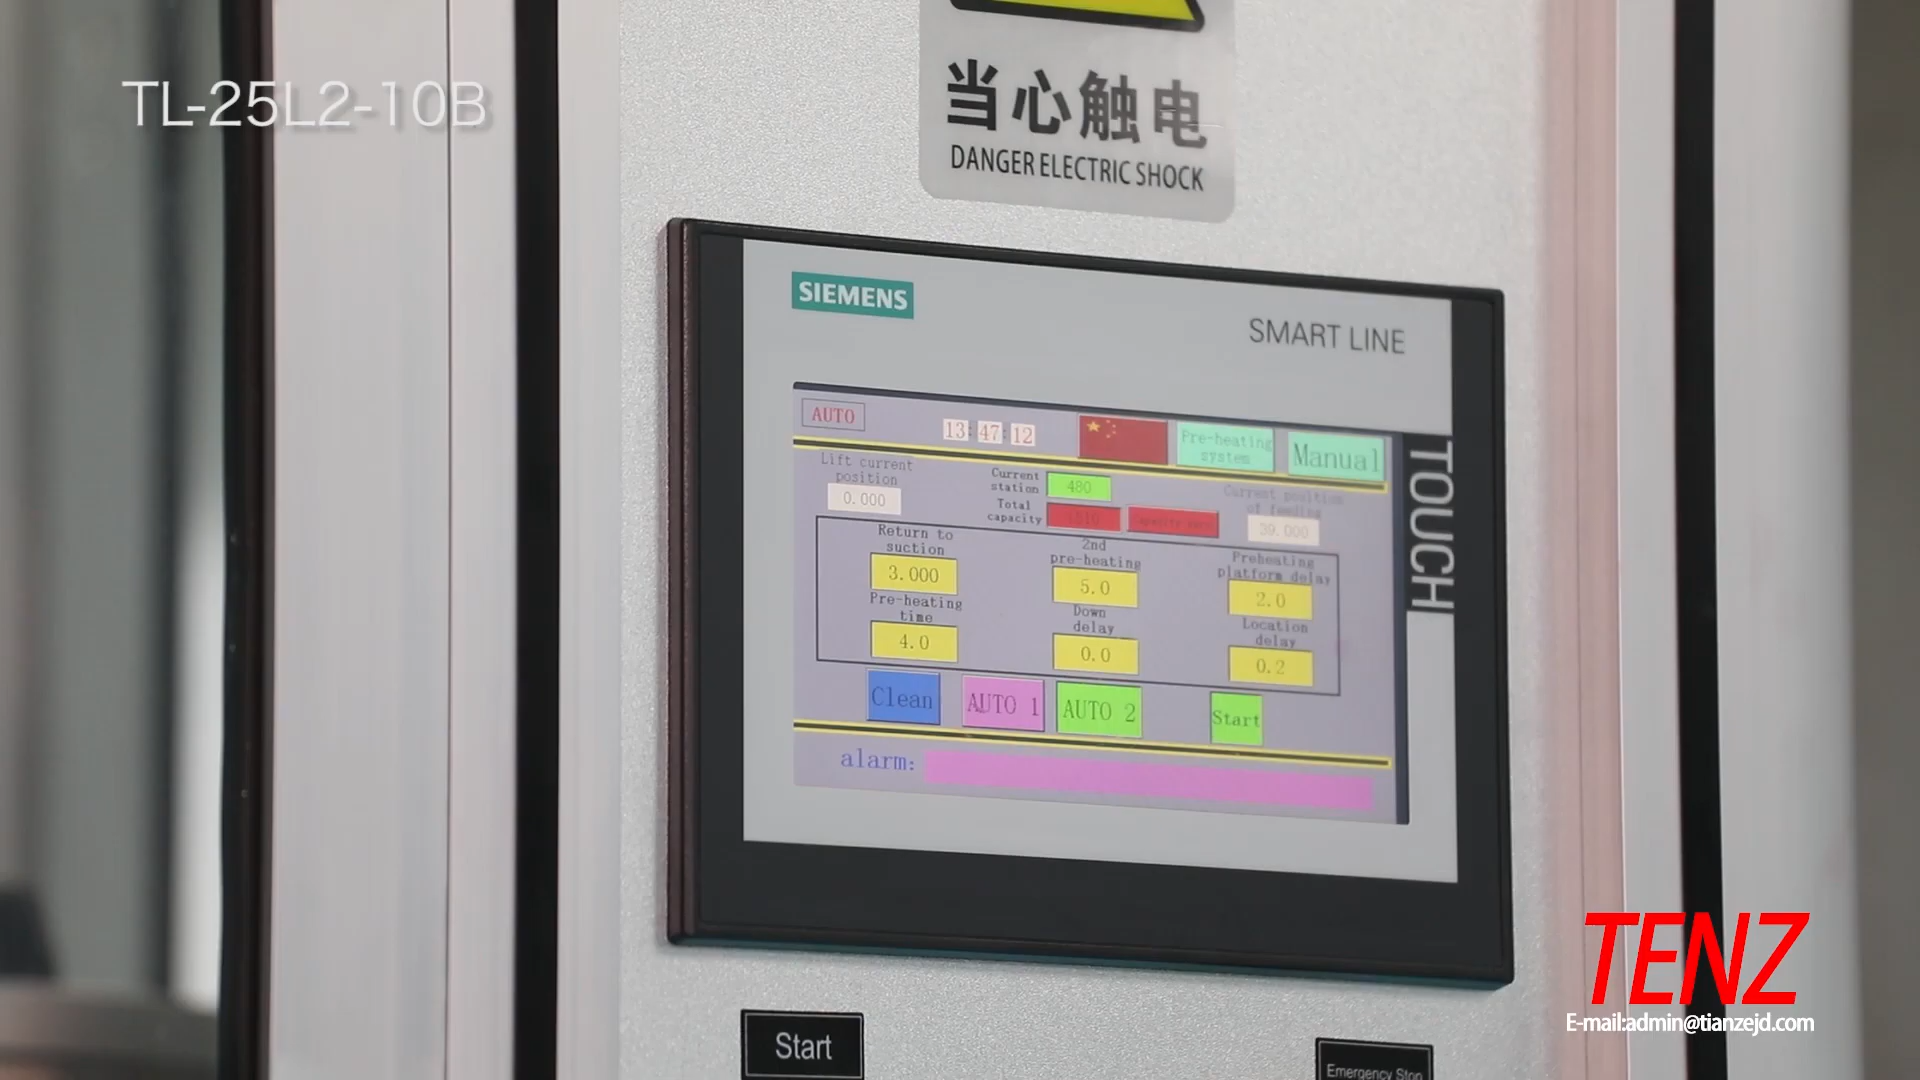 TL-25L2-10B
当心触电
DANGER ELECTRIC SHOCK
SIEMENS
SMART LINE
TOUCH
AUTO
13:47:12
Pre-heating
system
Manual
Lift current
position
0.000
Current
station
480
Total
capacity
Current position
of feeding
39.000
Return to
suction
3.000
2nd
pre-heating
5.0
Preheating
platform delay
2.0
Pre-heating
time
4.0
Down
delay
0.0
Location
delay
0.2
Clean
AUTO 1
AUTO 2
Start
alarm:
Start
Emergency Stop
TENZ
E-mail:admin@tianzejd.com